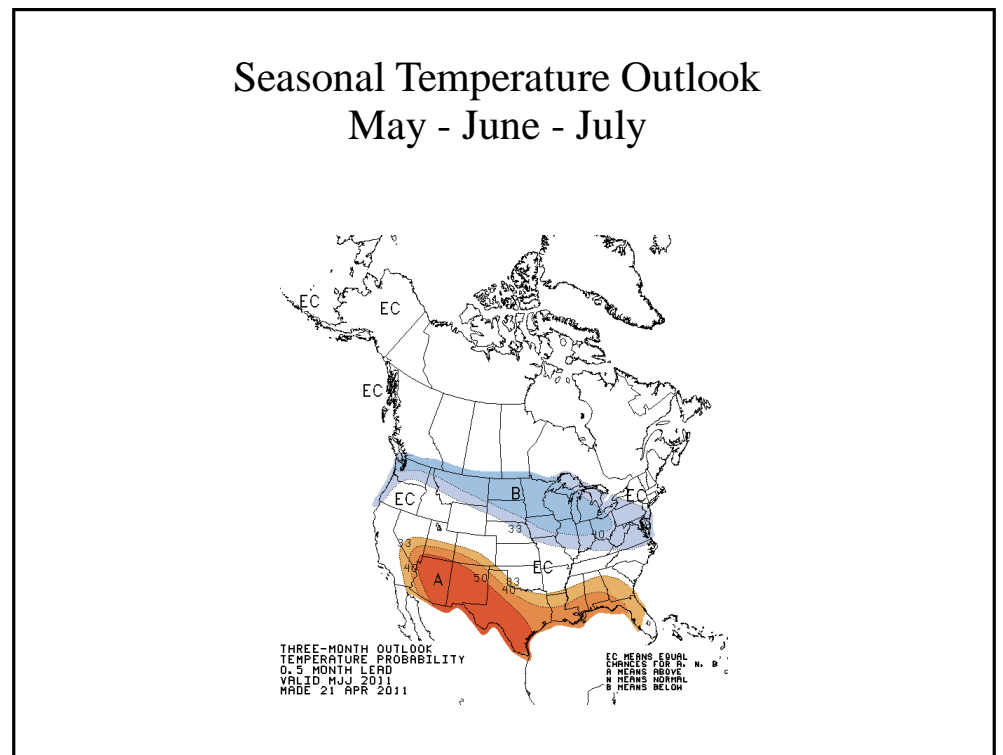 Seasonal Temperature Outlook
May - June - July
EC
EC
EC
B
EC
EC
33
40
33
EC
40
A
50
33
40
THREE-MONTH OUTLOOK
TEMPERATURE PROBABILITY
0.5 MONTH LEAD
VALID MJJ 2011
MADE 21 APR 2011
EC MEANS EQUAL
CHANCES FOR A, N, B
A MEANS ABOVE
N MEANS NORMAL
B MEANS BELOW